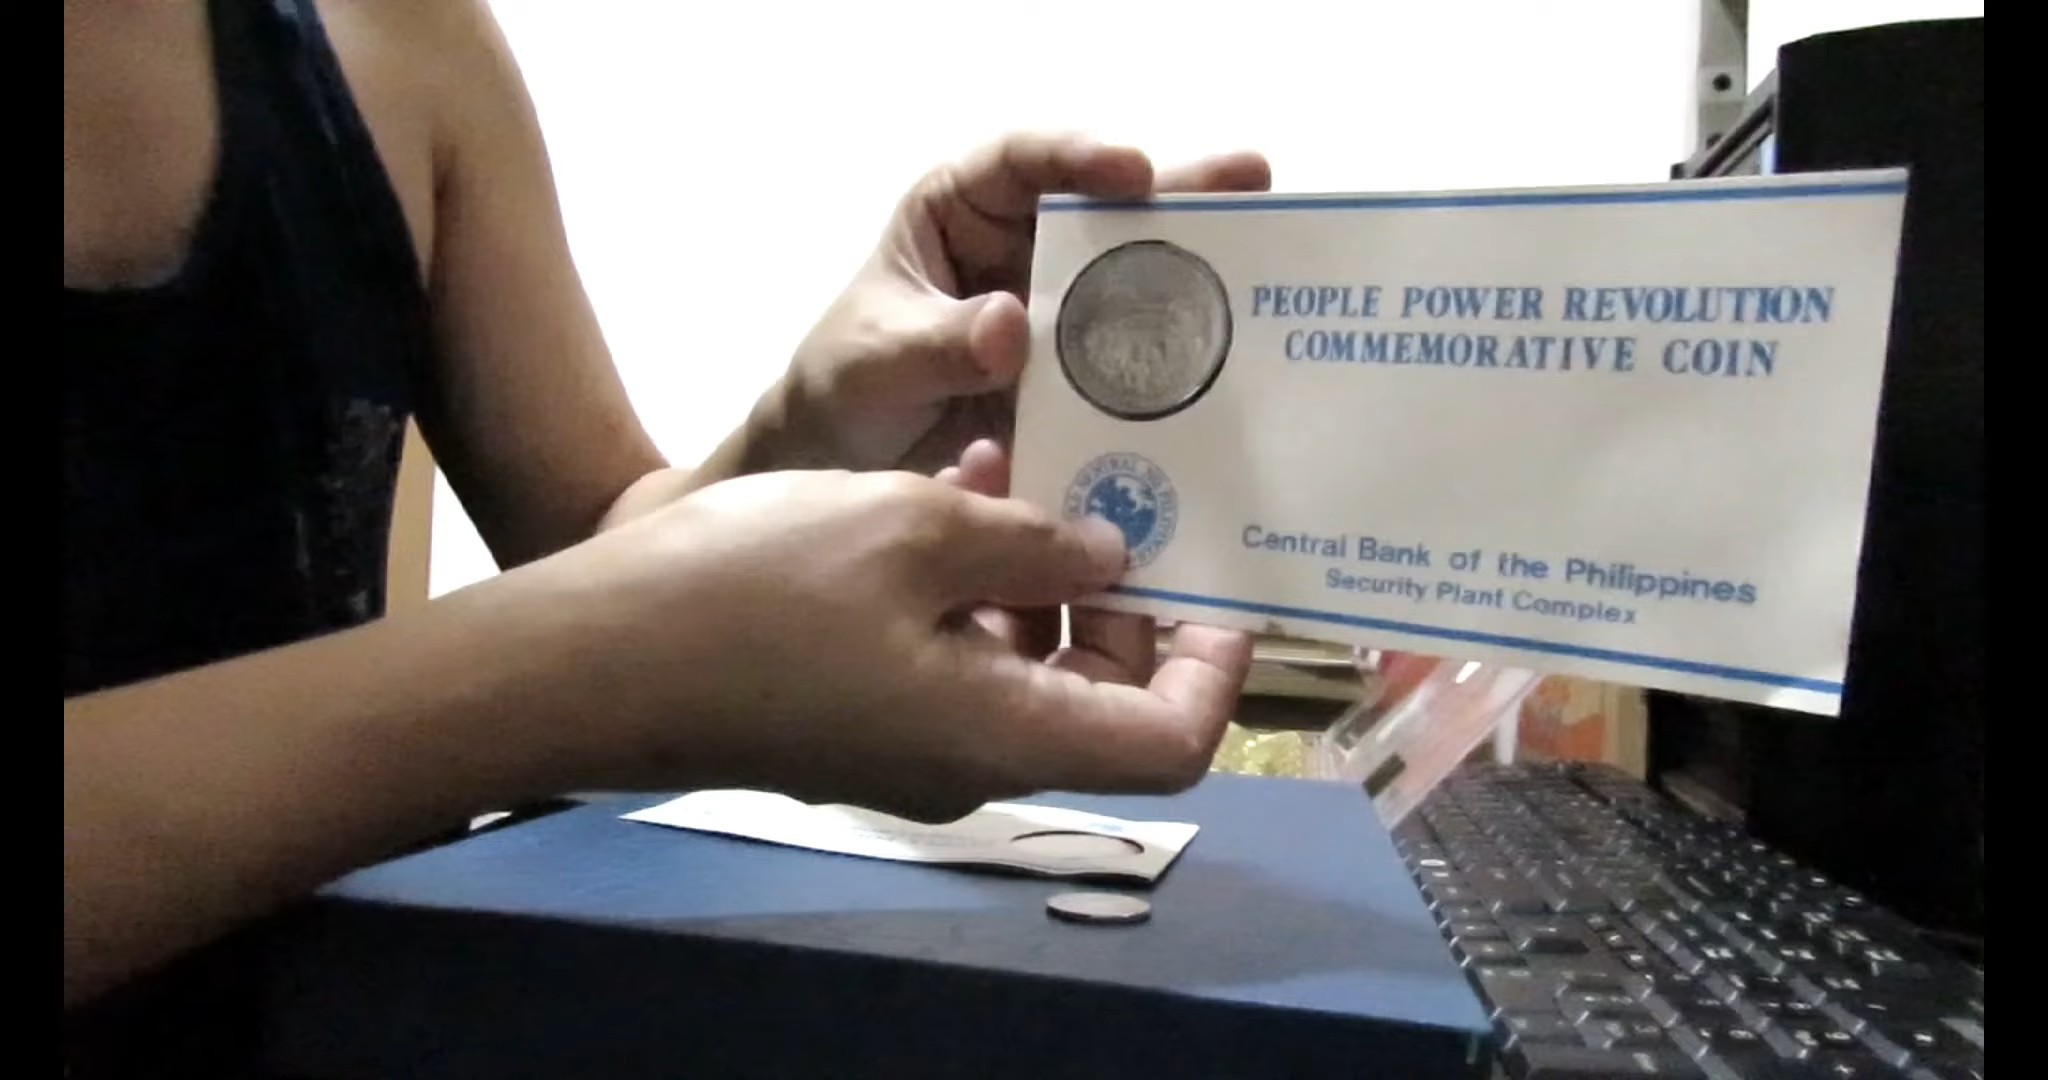 PEOPLE POWER REVOLUTION
COMMEMORATIVE COIN
Central Bank of the Philippines
Security Plant Complex